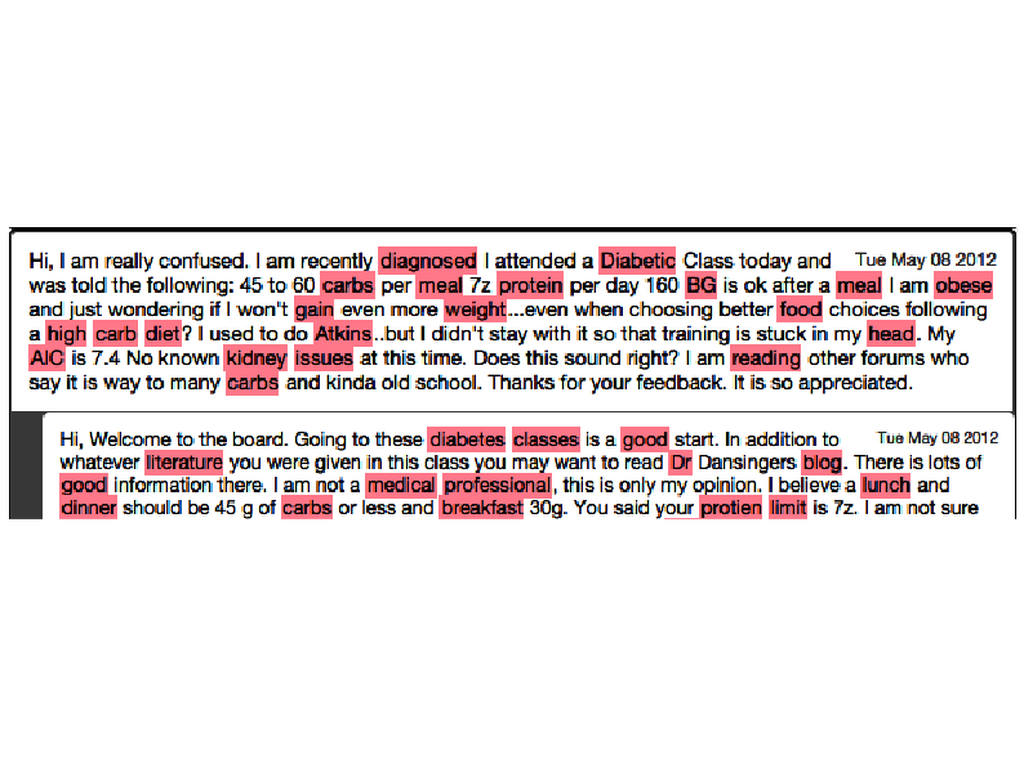 Hi, I am really confused. I am recently diagnosed I attended a Diabetic Class today and Tue May 08 2012
was told the following: 45 to 60 carbs per meal 7z protein per day 160 BG is ok after a meal I am obese
and just wondering if I won't gain even more weight...even when choosing better food choices following
a high carb diet? I used to do Atkins..but I didn't stay with it so that training is stuck in my head. My
AIC is 7.4 No known kidney issues at this time. Does this sound right? I am reading other forums who
say it is way to many carbs and kinda old school. Thanks for your feedback. It is so appreciated.
Hi, Welcome to the board. Going to these diabetes classes is a good start. In addition to Tue May 08 2012
whatever literature you were given in this class you may want to read Dr Dansingers blog. There is lots of
good information there. I am not a medical professional, this is only my opinion. I believe a lunch and
dinner should be 45 g of carbs or less and breakfast 30g. You said your protien limit is 7z. I am not sure